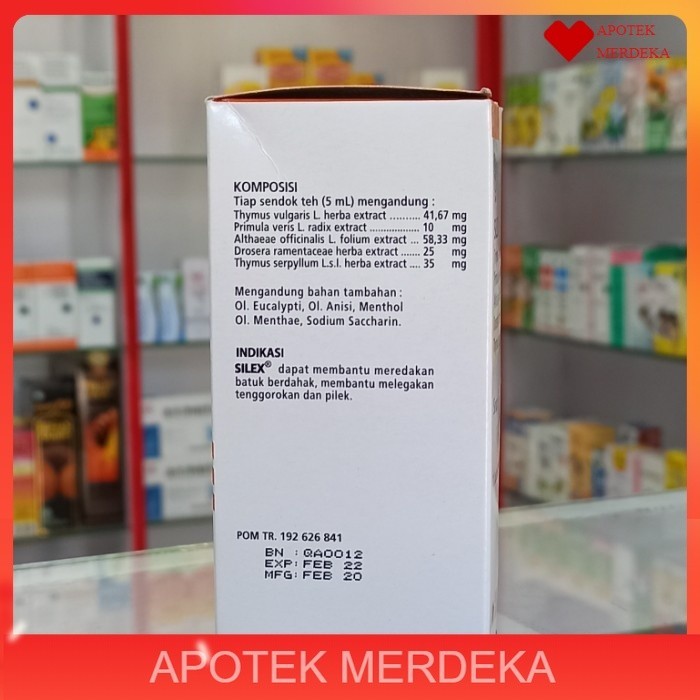 APOTEK
MERDEKA
KOMPOSISI
Tiap sendok teh (5 mL) mengandung :
Thymus vulgaris L. herba extract .......... 41,67 mg
Primula veris L. radix extract .................. 10 mg
Althaeae officinalis L. folium extract ... 58,33 mg
Drosera ramentaceae herba extract ....... 25 mg
Thymus serpyllum L.s.l. herba extract .... 35 mg
Mengandung bahan tambahan :
Ol. Eucalypti, Ol. Anisi, Menthol
Ol. Menthae, Sodium Saccharin.
INDIKASI
SILEX® dapat membantu meredakan
batuk berdahak, membantu melegakan
tenggorokan dan pilek.
POM TR. 192 626 841
BN : QA0012
EXP: FEB 22
MFG: FEB 20
APOTEK MERDEKA